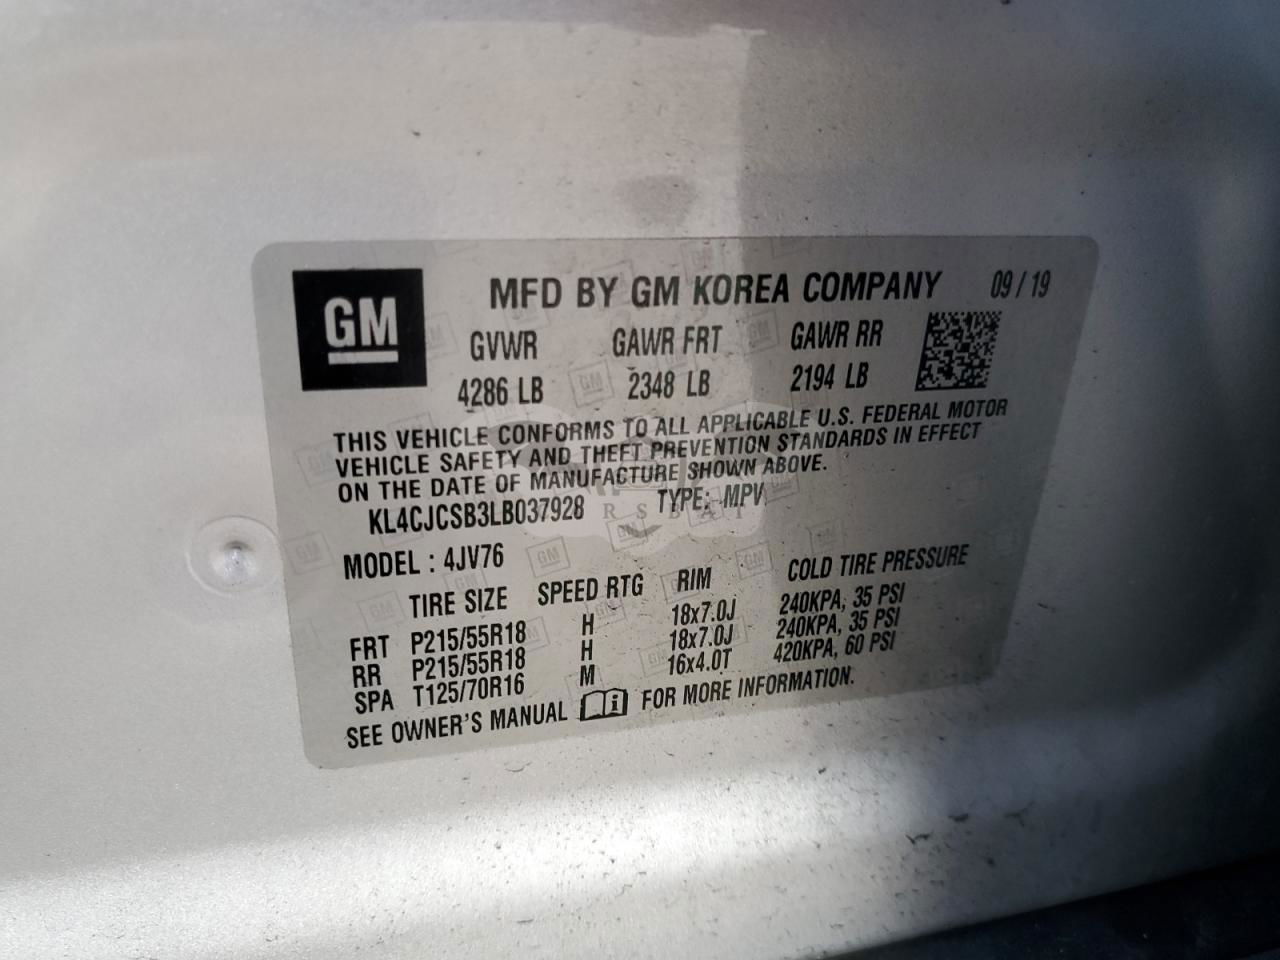 GM
MFD BY GM KOREA COMPANY 09/19
GVWR GAWR FRT GAWR RR
4286 LB 2348 LB 2194 LB
THIS VEHICLE CONFORMS TO ALL APPLICABLE U.S. FEDERAL MOTOR
VEHICLE SAFETY AND THEFT PREVENTION STANDARDS IN EFFECT
ON THE DATE OF MANUFACTURE SHOWN ABOVE.
KL4CJCSB3LB037928 TYPE: MPV
MODEL : 4JV76
TIRE SIZE SPEED RTG RIM COLD TIRE PRESSURE
FRT P215/55R18 H 18x7.0J 240KPA, 35 PSI
RR P215/55R18 H 18x7.0J 240KPA, 35 PSI
SPA T125/70R16 M 16x4.0T 420KPA, 60 PSI
SEE OWNER'S MANUAL FOR MORE INFORMATION.